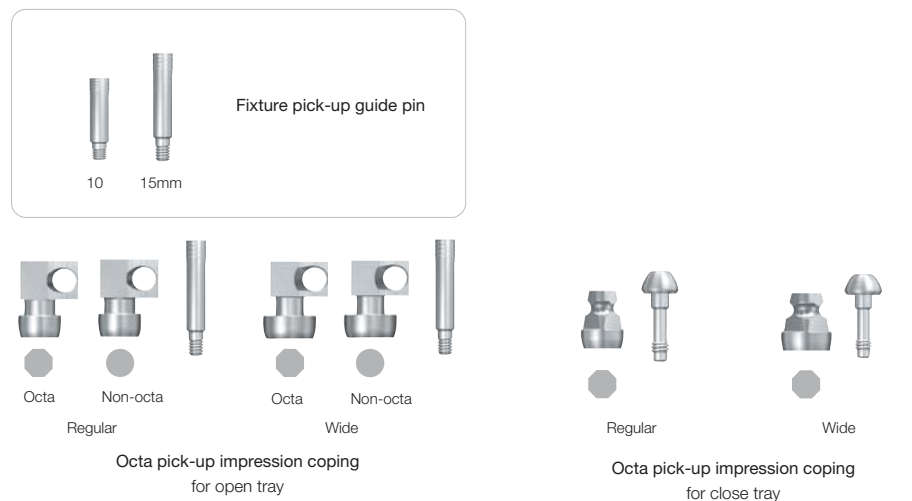 Fixture pick-up guide pin
10 15mm
Octa Non-octa Octa Non-octa
Regular Wide Regular Wide
Octa pick-up impression coping
for open tray
Octa pick-up impression coping
for close tray